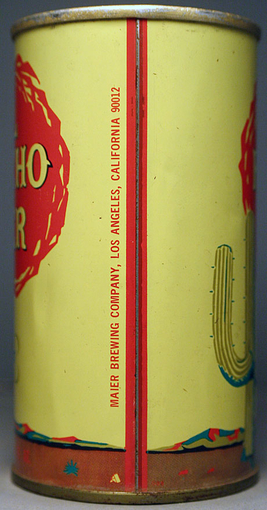 HO
R
MAIER BREWING COMPANY, LOS ANGELES, CALIFORNIA 90012